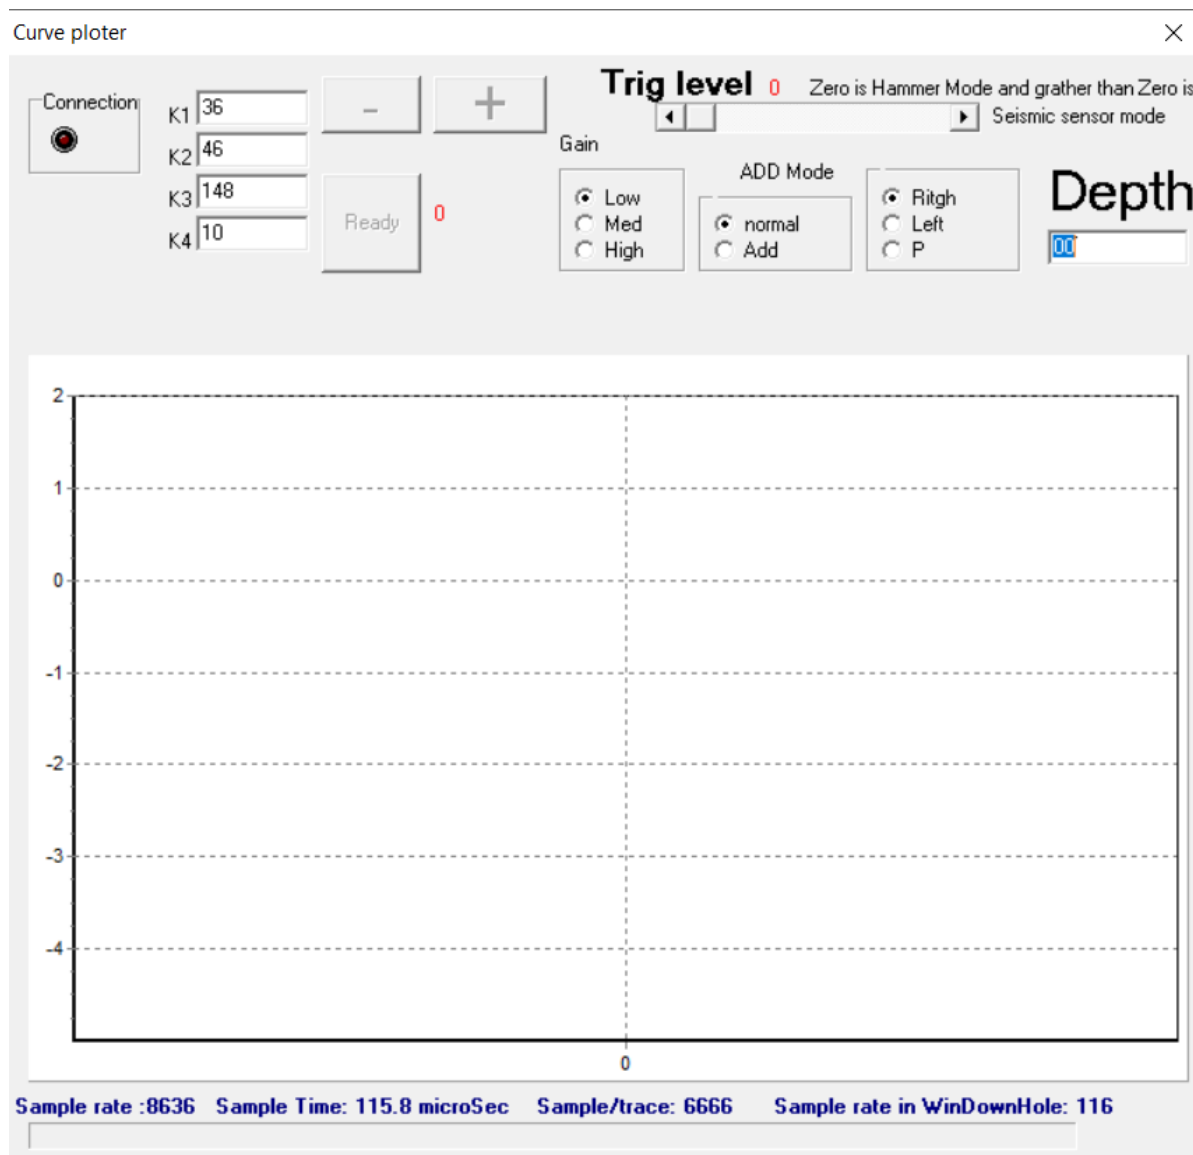 Curve ploter
Connection
K1 36
K2 46
K3 148
K4 10
-
+
Ready
0
Trig level 0 Zero is Hammer Mode and grather than Zero is
Seismic sensor mode
Gain
Low
Med
High
ADD Mode
normal
Add
Ritgh
Left
P
Depth
00
2
1
0
-1
-2
-3
-4
0
Sample rate :8636 Sample Time: 115.8 microSec Sample/trace: 6666 Sample rate in WinDownHole: 116